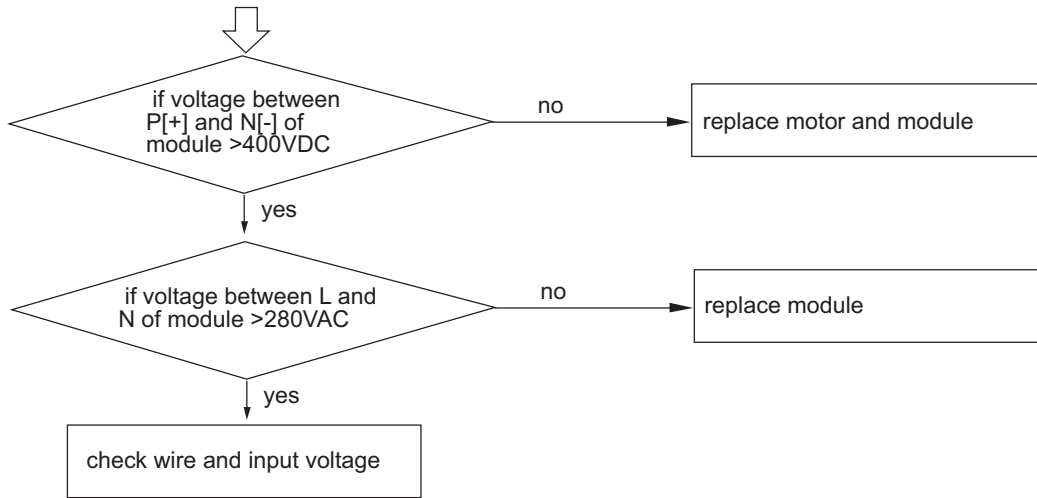 if voltage between
P[+] and N[-] of
module >400VDC
no
replace motor and module
yes
if voltage between L and
N of module >280VAC
no
replace module
yes
check wire and input voltage